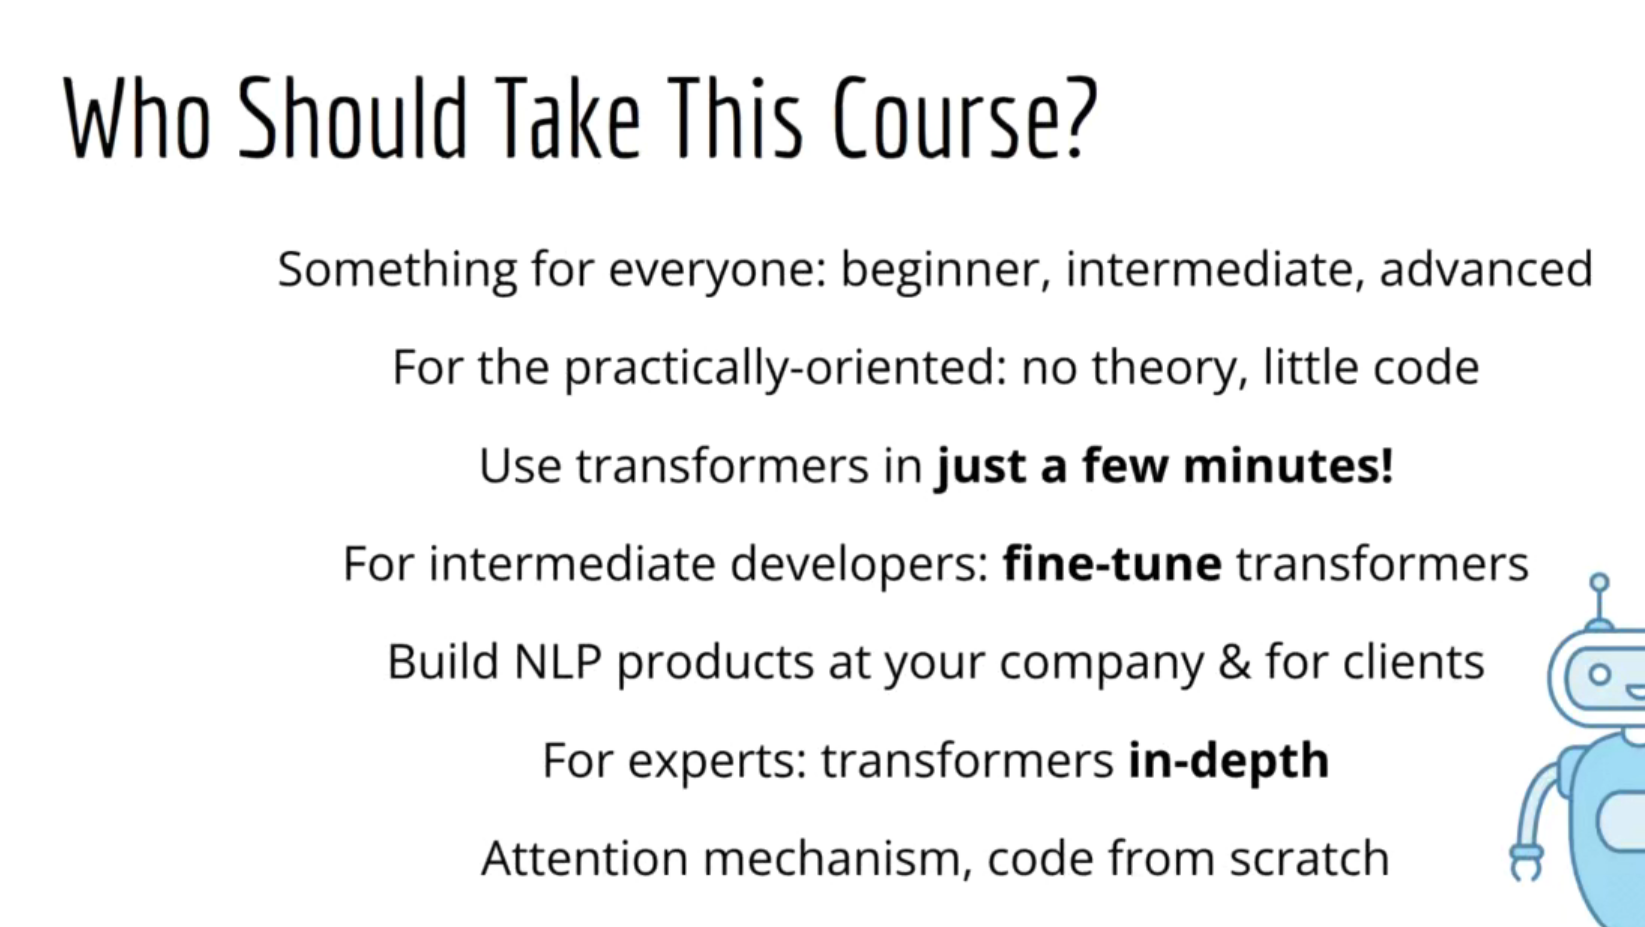 Who Should Take This Course?
Something for everyone: beginner, intermediate, advanced
For the practically-oriented: no theory, little code
Use transformers in just a few minutes!
For intermediate developers: fine-tune transformers
Build NLP products at your company & for clients
For experts: transformers in-depth
Attention mechanism, code from scratch